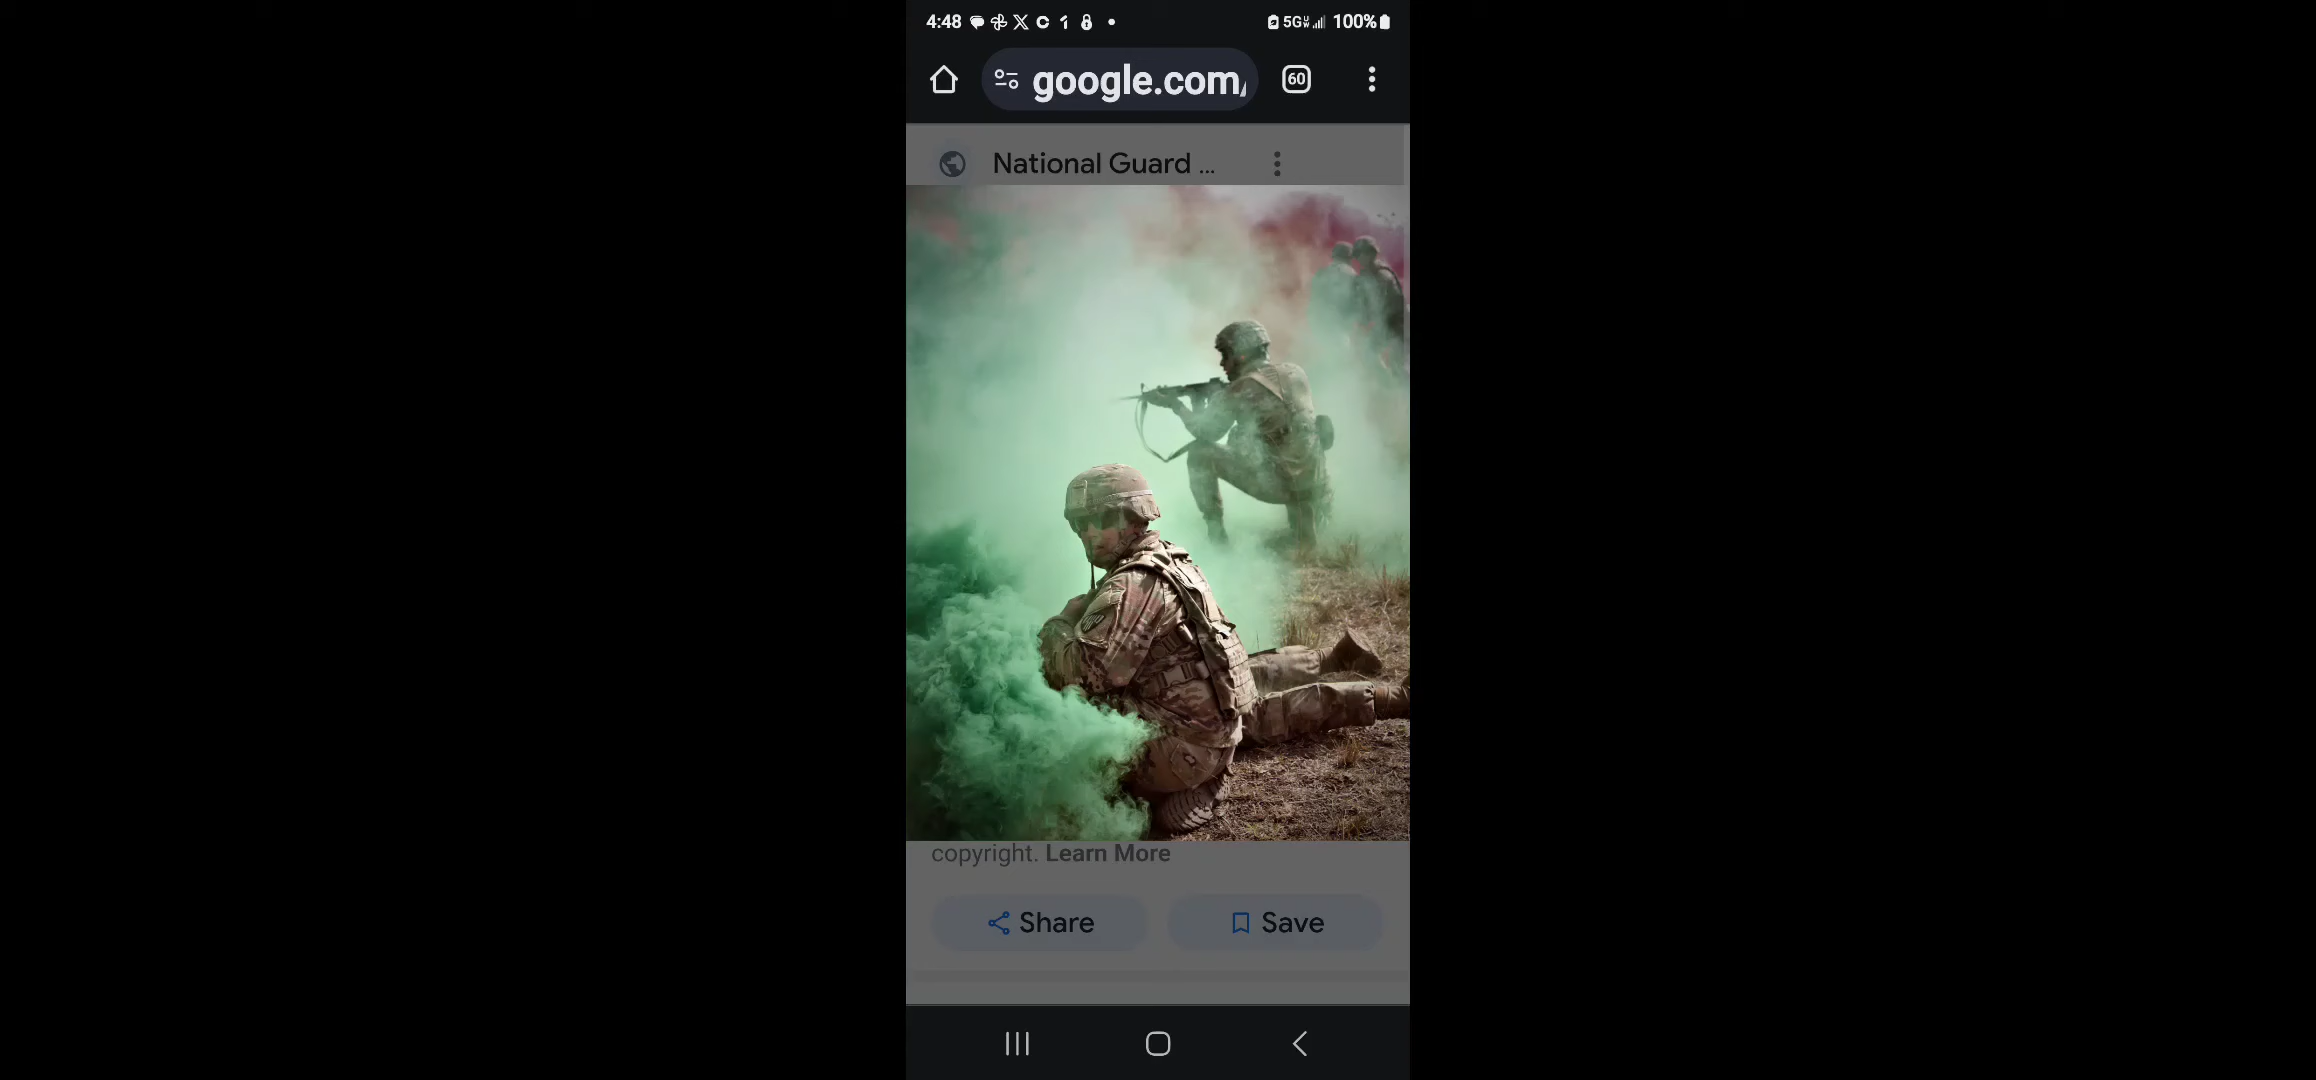 4:48 5G 100%
google.com/ 60
National Guard ...
copyright. Learn More
Share Save